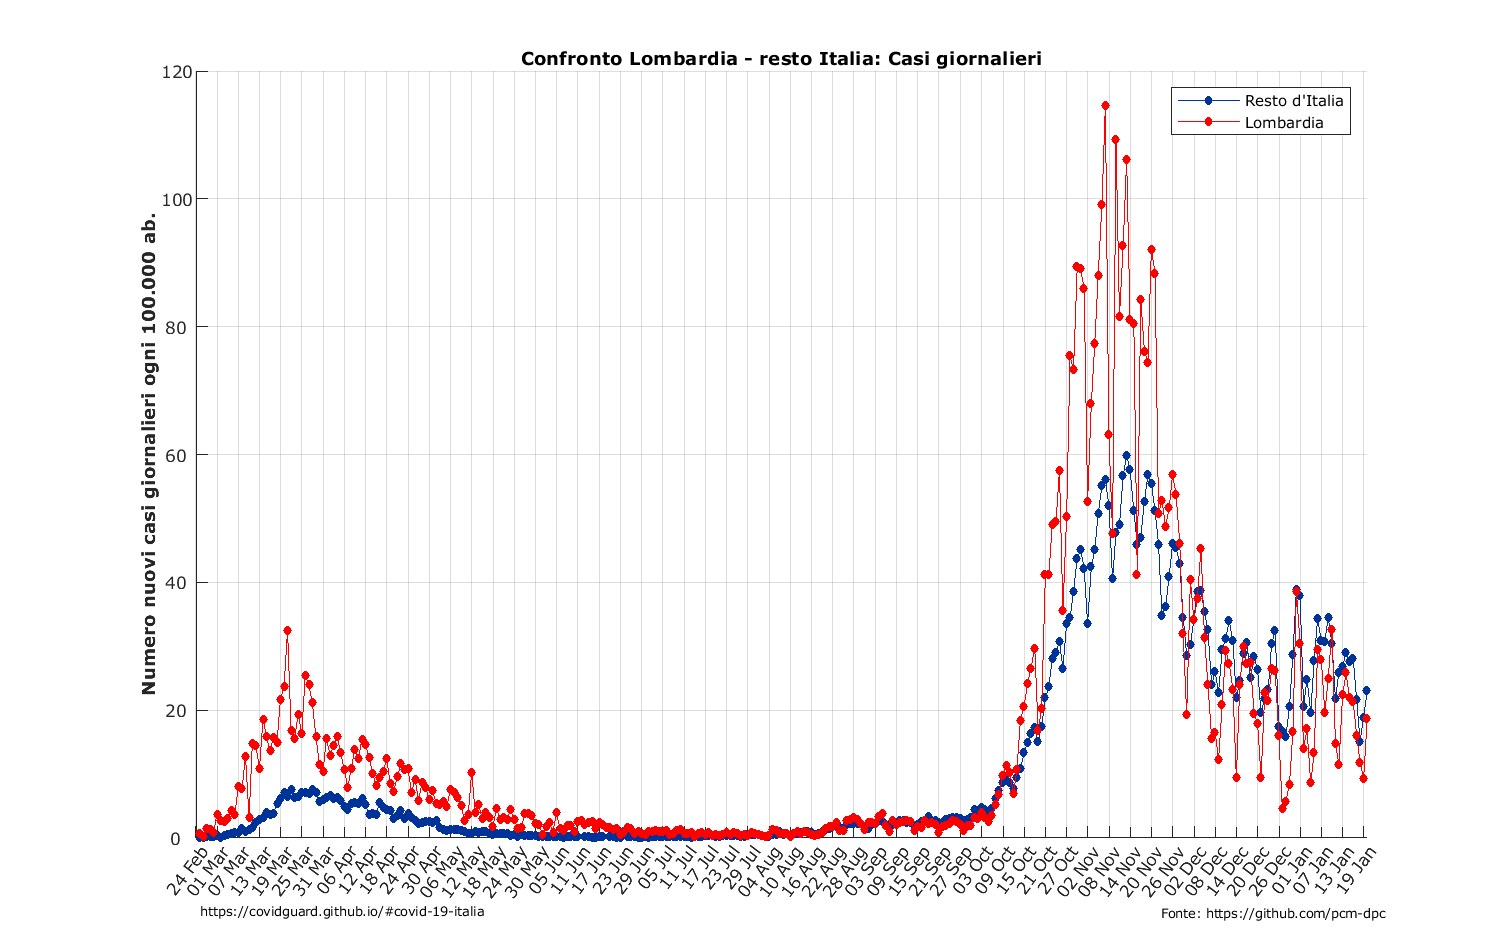 Confronto Lombardia - resto Italia: Casi giornalieri
Numero nuovi casi giornalieri ogni 100.000 ab.
120
100
80
60
40
20
0
Resto d'Italia
Lombardia
24 Feb
01 Mar
07 Mar
13 Mar
19 Mar
25 Mar
31 Mar
06 Apr
12 Apr
18 Apr
24 Apr
30 Apr
06 May
12 May
18 May
24 May
30 May
05 Jun
11 Jun
17 Jun
23 Jun
29 Jun
05 Jul
11 Jul
17 Jul
23 Jul
29 Jul
04 Aug
10 Aug
16 Aug
22 Aug
28 Aug
03 Sep
09 Sep
15 Sep
21 Sep
27 Sep
03 Oct
09 Oct
15 Oct
21 Oct
27 Oct
02 Nov
08 Nov
14 Nov
20 Nov
26 Nov
02 Dec
08 Dec
14 Dec
20 Dec
26 Dec
01 Jan
07 Jan
13 Jan
19 Jan
https://covidguard.github.io/#covid-19-italia
Fonte: https://github.com/pcm-dpc